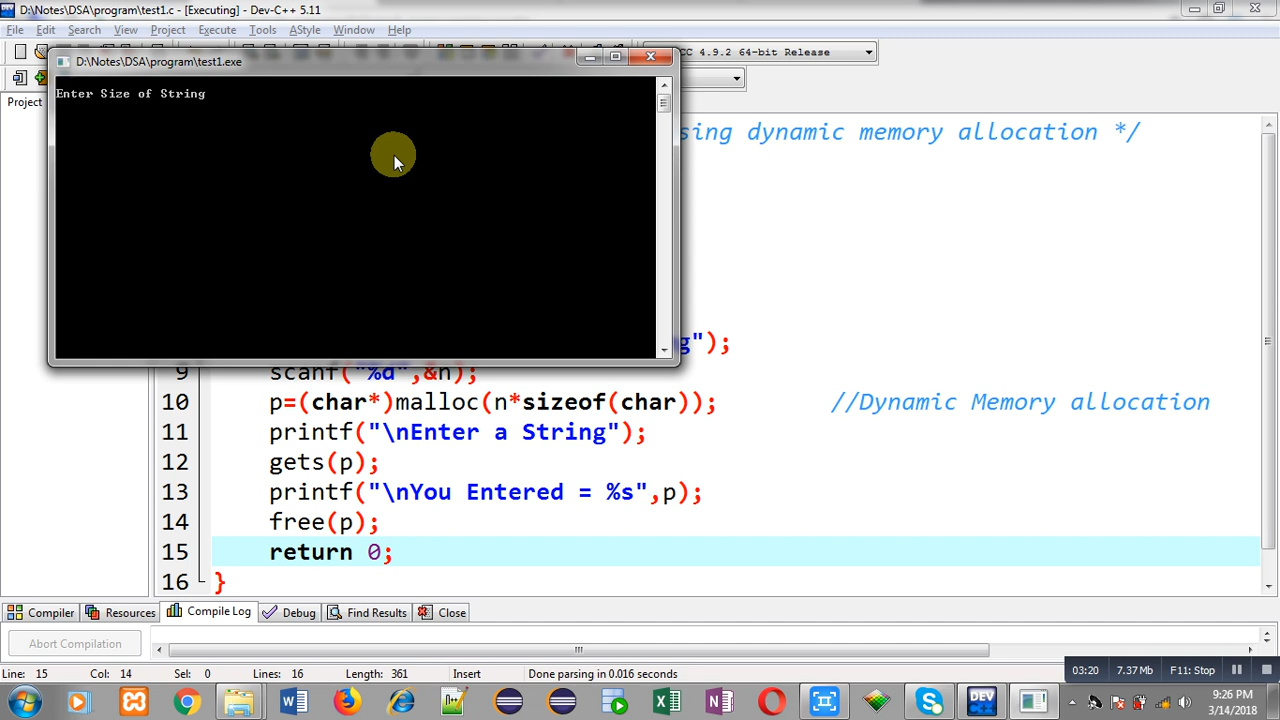 D:\Notes\DSA\program\test1.c - [Executing] - Dev-C++ 5.11
File Edit Search View Project Execute Tools AStyle Window Help
CC 4.9.2 64-bit Release
D:\Notes\DSA\program\test1.exe
Project
Enter Size of String
sing dynamic memory allocation */
g");
9 scanf("%d",&n);
10 p=(char*)malloc(n*sizeof(char)); //Dynamic Memory allocation
11 printf("\nEnter a String");
12 gets(p);
13 printf("\nYou Entered = %s",p);
14 free(p);
15 return 0;
16 }
Compiler Resources Compile Log Debug Find Results Close
Abort Compilation
Line: 15 Col: 14 Sel: 0 Lines: 16 Length: 361 Insert Done parsing in 0.016 seconds
03:20 7.37 Mb F11: Stop
DEV
9:26 PM
3/14/2018